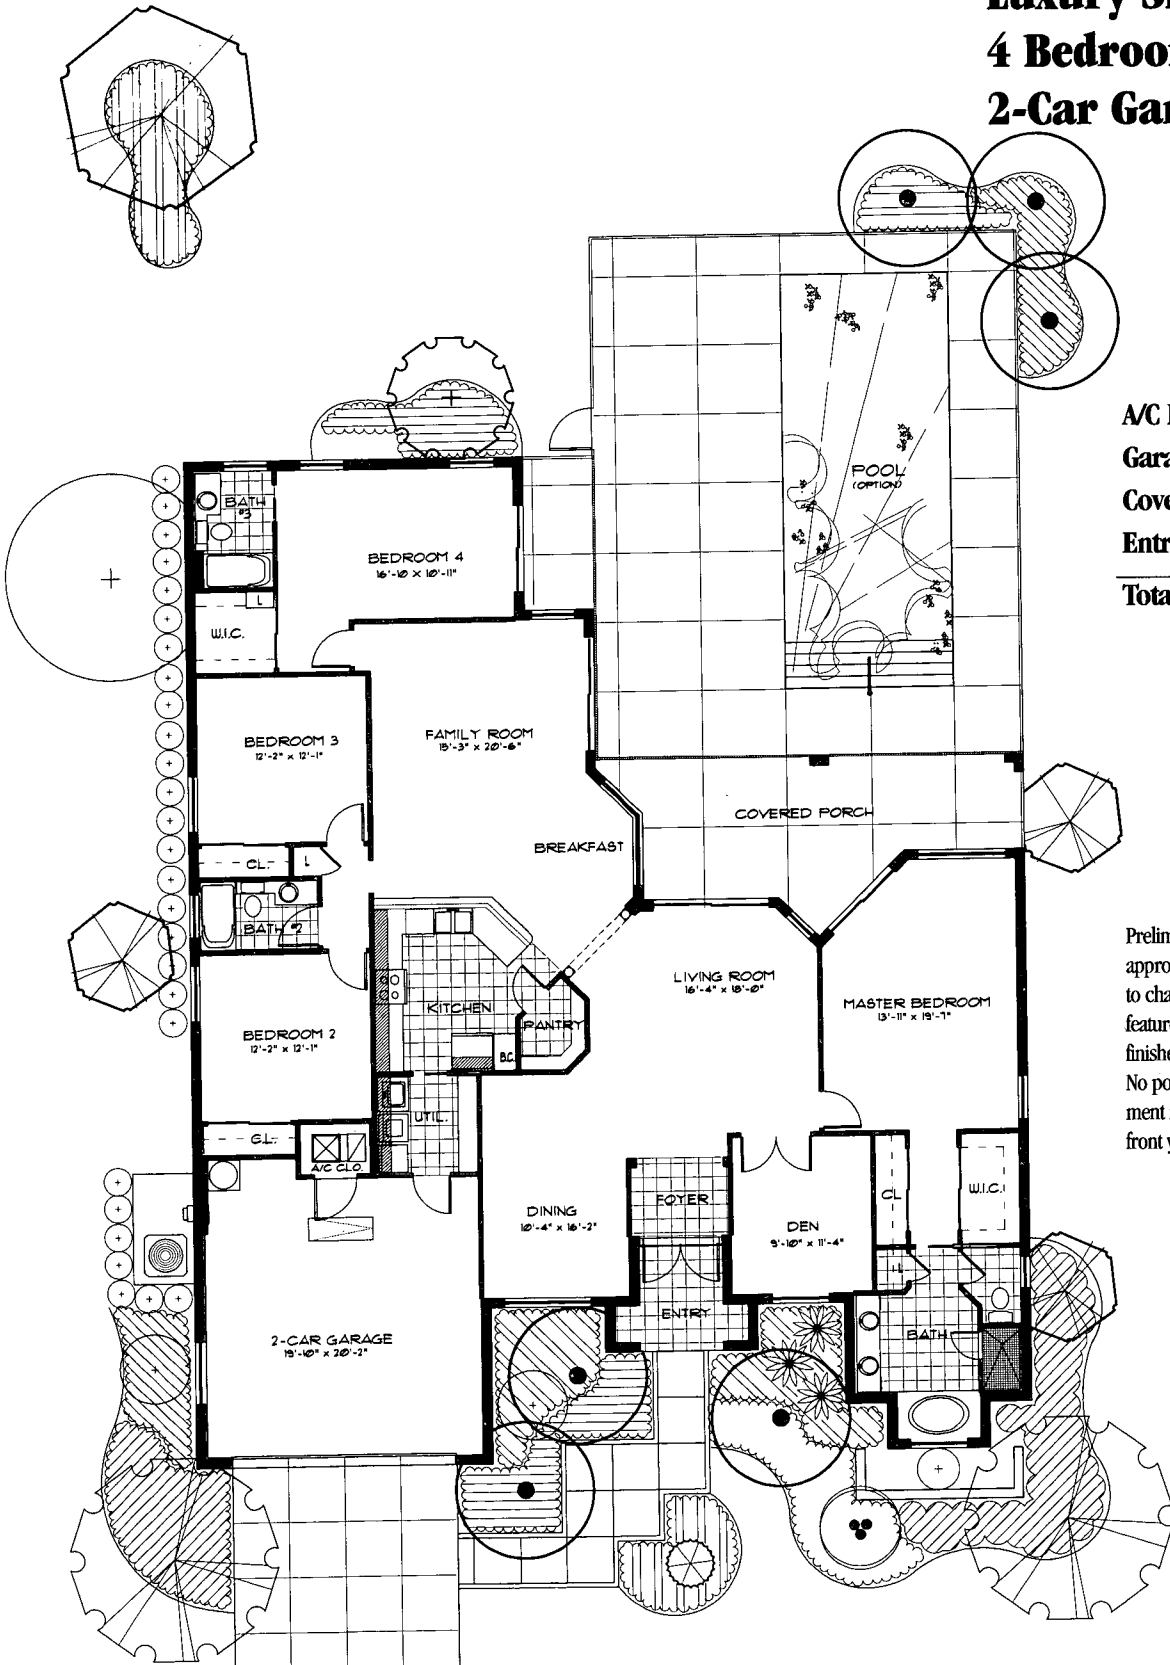 4 Bedroo
2-Car Ga
A/C
Gara
Cove
Entr
Tota
POOL
(OPTION)
BATH
#3
BEDROOM 4
16'-10 x 10'-11"
L
W.I.C.
BEDROOM 3
12'-2" x 12'-1"
FAMILY ROOM
15'-3" x 20'-6"
COVERED PORCH
BREAKFAST
CL.
L
BATH #2
Prelim
appro
to cha
featur
finishe
No po
ment
front y
LIVING ROOM
16'-4" x 18'-0"
MASTER BEDROOM
13'-11" x 19'-7"
KITCHEN
PANTRY
BEDROOM 2
12'-2" x 12'-1"
B.C.
UTIL.
CL.
A/C CLO.
FOYER
CL
W.I.C.
DINING
10'-4" x 16'-2"
DEN
9'-10" x 11'-4"
ENTRY
BATH
2-CAR GARAGE
19'-10" x 20'-2"